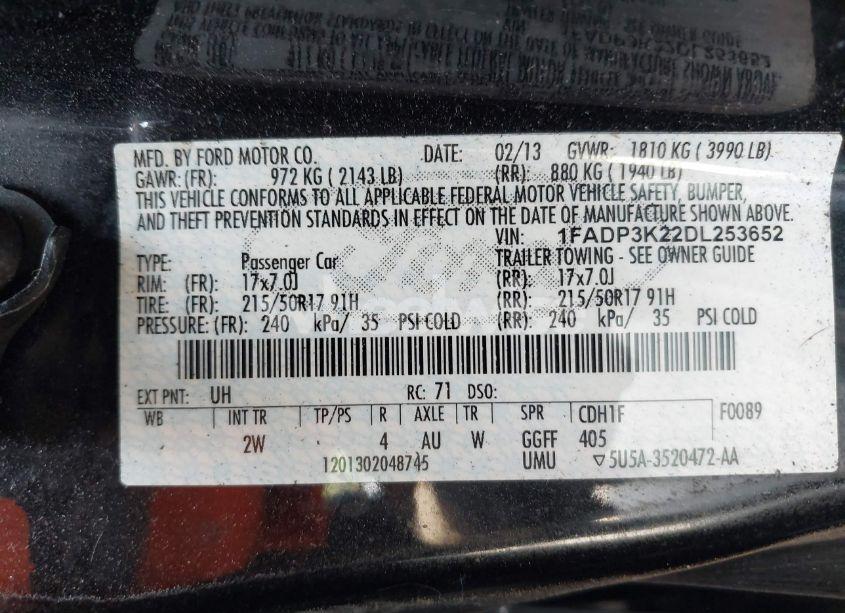 MFD. BY FORD MOTOR CO. DATE: 02/13 GVWR: 1810 KG ( 3990 LB)
GAWR: (FR): 972 KG ( 2143 LB) (RR): 880 KG ( 1940 LB)
THIS VEHICLE CONFORMS TO ALL APPLICABLE FEDERAL MOTOR VEHICLE SAFETY, BUMPER,
AND THEFT PREVENTION STANDARDS IN EFFECT ON THE DATE OF MANUFACTURE SHOWN ABOVE.
VIN: 1FADP3K22DL253652
TYPE: Passenger Car TRAILER TOWING - SEE OWNER GUIDE
RIM: (FR): 17x7.0J (RR): 17x7.0J
TIRE: (FR): 215/50R17 91H (RR): 215/50R17 91H
PRESSURE: (FR): 240 kPa/ 35 PSI COLD (RR): 240 kPa/ 35 PSI COLD
EXT PNT: UH RC: 71 DSO:
WB INT TR TP/PS R AXLE TR SPR CDH1F F0089
2W 4 AU W GGFF 405
1201302048745 UMU ▽5U5A-3520472-AA